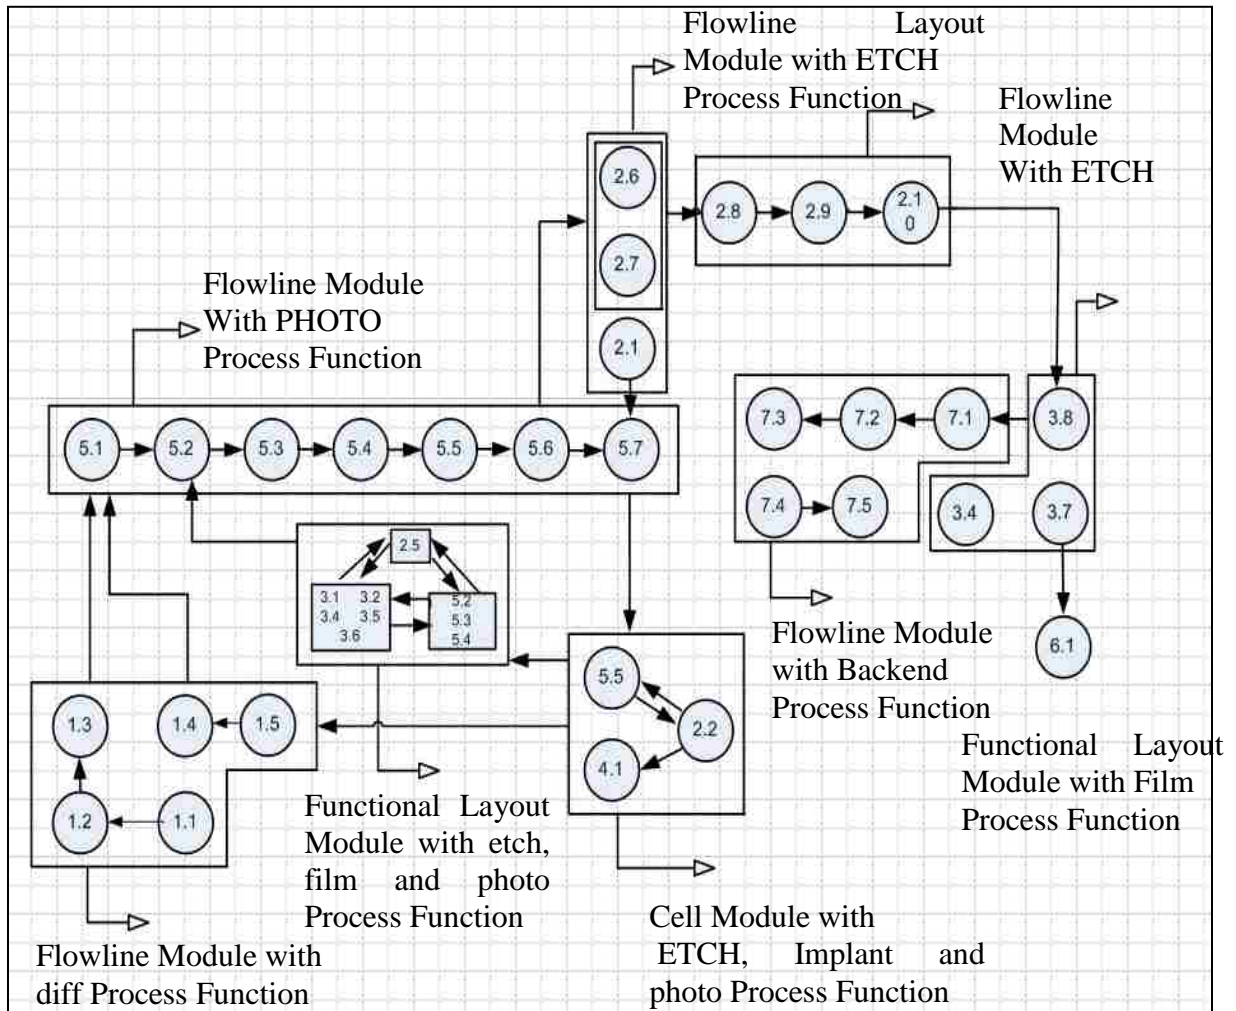 Flowline Layout
Module with ETCH
Process Function
Flowline
Module
With ETCH
2.6
2.7
2.1
2.8
2.9
2.1
0
Flowline Module
With PHOTO
Process Function
5.1
5.2
5.3
5.4
5.5
5.6
5.7
7.3
7.2
7.1
3.8
7.4
7.5
3.4
3.7
6.1
2.5
3.1 3.2
3.4 3.5
3.6
5.2
5.3
5.4
5.5
2.2
4.1
1.3
1.4
1.5
1.2
1.1
Flowline Module
with Backend
Process Function
Functional Layout
Module with Film
Process Function
Functional Layout
Module with etch,
film and photo
Process Function
Cell Module with
ETCH, Implant and
photo Process Function
Flowline Module with
diff Process Function